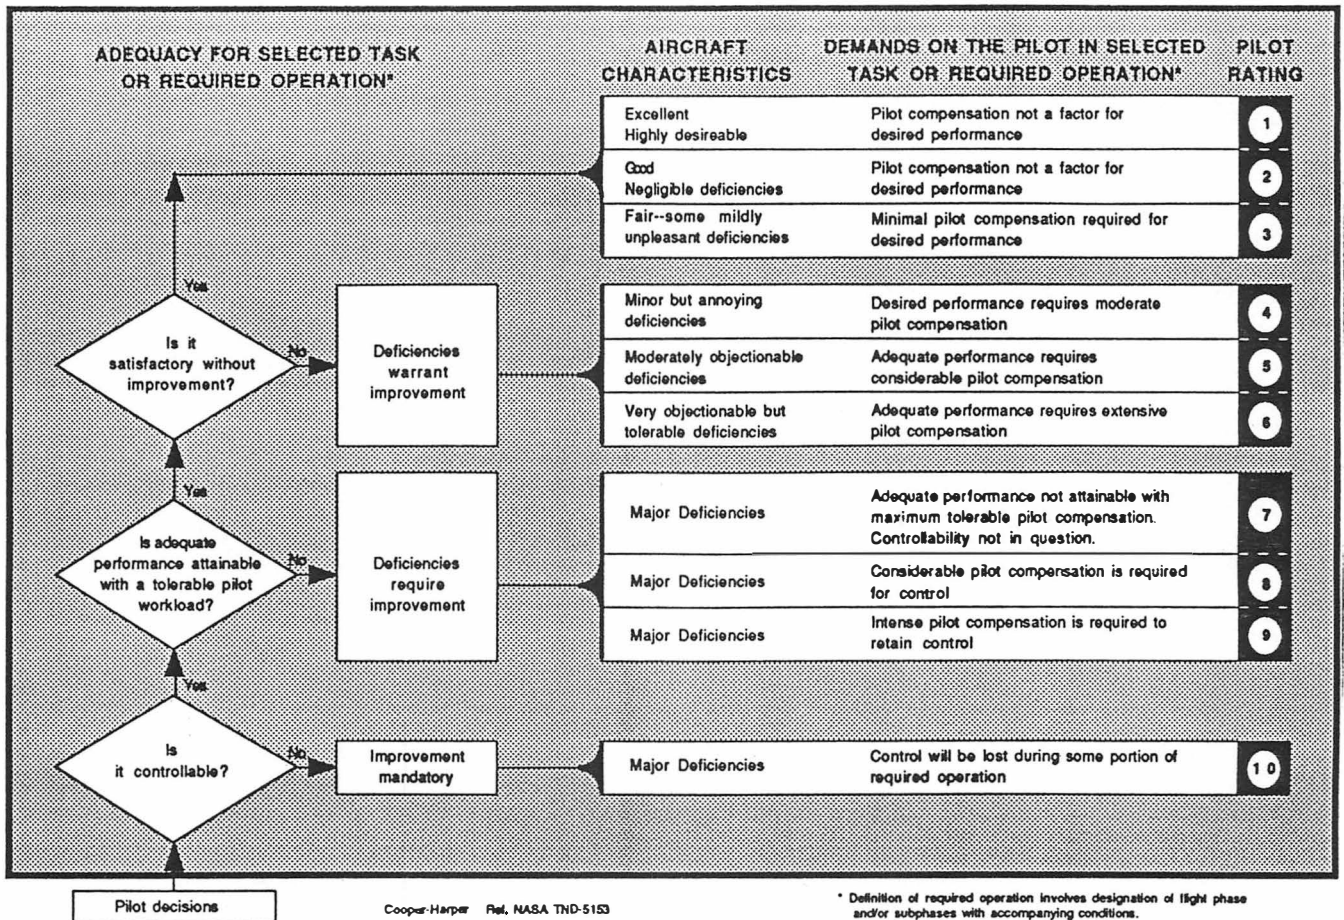 ADEQUACY FOR SELECTED TASK
OR REQUIRED OPERATION*
AIRCRAFT
CHARACTERISTICS
DEMANDS ON THE PILOT IN SELECTED
TASK OR REQUIRED OPERATION*
PILOT
RATING
Excellent
Highly desireable
Pilot compensation not a factor for
desired performance
1
Good
Negligible deficiencies
Pilot compensation not a factor for
desired performance
2
Fair--some mildly
unpleasant deficiencies
Minimal pilot compensation required for
desired performance
3
Yes
Is it
satisfactory without
improvement?
No
Deficiencies
warrant
improvement
Minor but annoying
deficiencies
Desired performance requires moderate
pilot compensation
4
Moderately objectionable
deficiencies
Adequate performance requires
considerable pilot compensation
5
Very objectionable but
tolerable deficiencies
Adequate performance requires extensive
pilot compensation
6
Yes
Is adequate
performance attainable
with a tolerable pilot
workload?
No
Deficiencies
require
improvement
Major Deficiencies
Adequate performance not attainable with
maximum tolerable pilot compensation.
Controllability not in question.
7
Major Deficiencies
Considerable pilot compensation is required
for control
8
Major Deficiencies
Intense pilot compensation is required to
retain control
9
Yes
Is
it controllable?
No
Improvement
mandatory
Major Deficiencies
Control will be lost during some portion of
required operation
10
Pilot decisions
Cooper-Harper Ref. NASA TND-5153
* Definition of required operation involves designation of flight phase
and/or subphases with accompanying conditions.